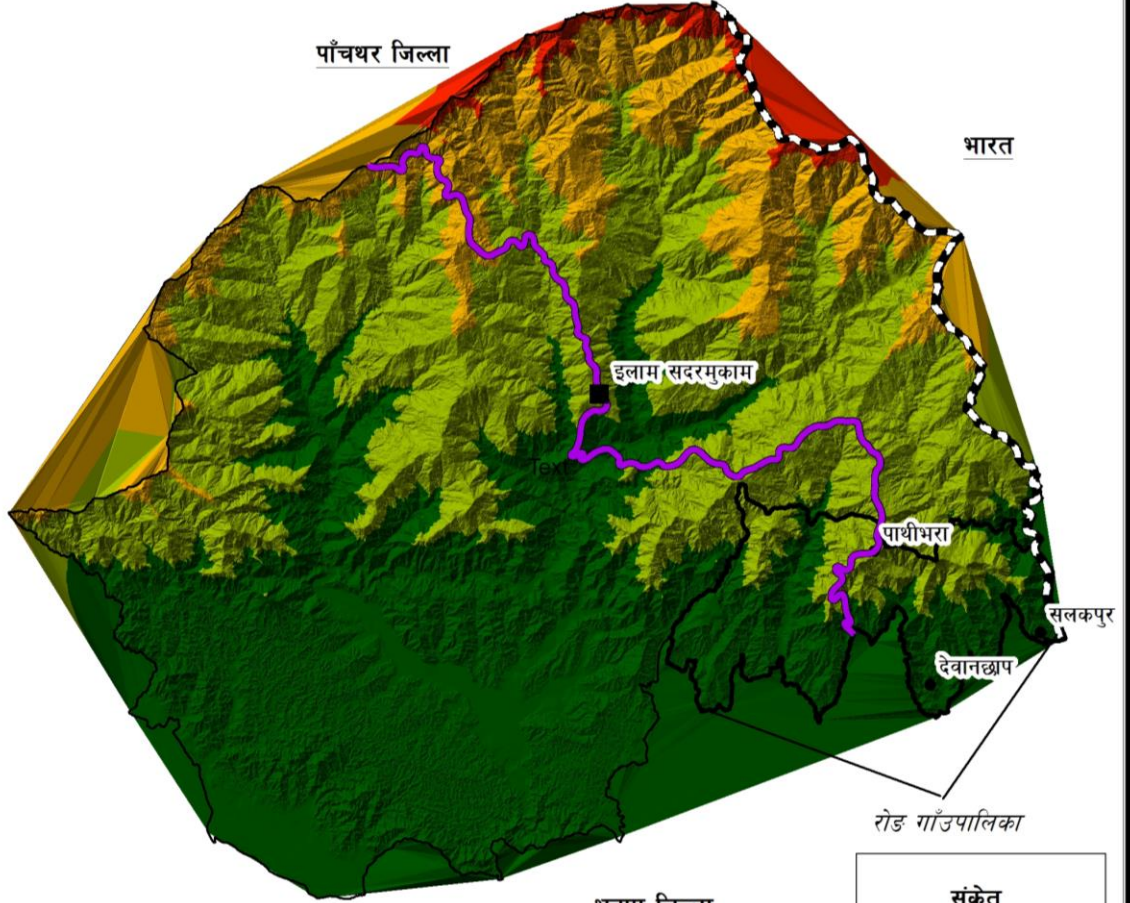 पाँचथर जिल्ला
भारत
इलाम सदरमुकाम
Text
पाथीभरा
सलकपुर
देवानछाप
रोङ गाँउपालिका
संकेत